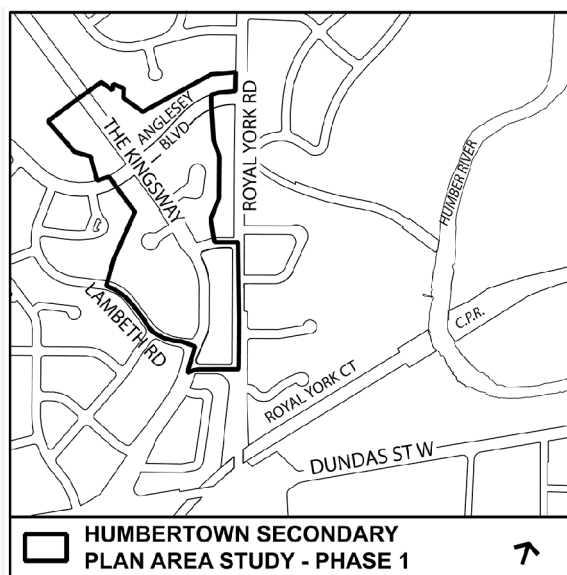 ANGLESEY
BLVD
THE KINGSWAY
ROYAL YORK RD
HUMBER RIVER
LAMBETH RD
C.P.R.
ROYAL YORK CT
DUNDAS ST W
HUMBERTOWN SECONDARY
PLAN AREA STUDY - PHASE 1